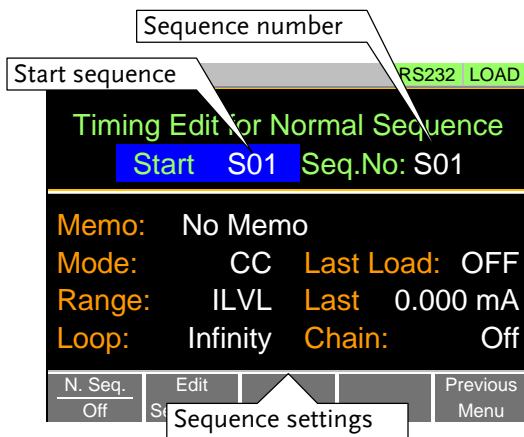 Sequence number
Start sequence
RS232 LOAD
Timing Edit for Normal Sequence
Start S01 Seq.No: S01
Memo: No Memo
Mode: CC Last Load: OFF
Range: ILVL Last 0.000 mA
Loop: Infinity Chain: Off
N. Seq. Edit Previous
Off Menu
Sequence settings